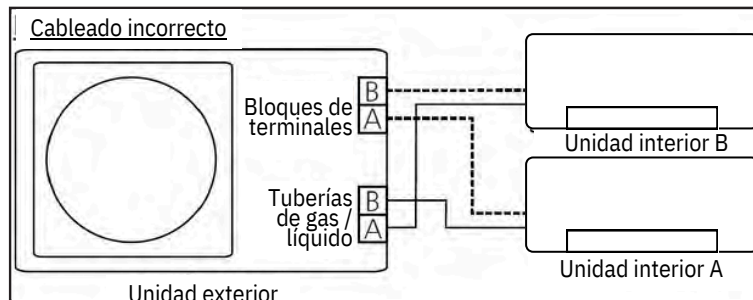 Cableado incorrecto
Bloques de
terminales
B
A
Tuberías
de gas /
líquido
B
A
Unidad exterior
Unidad interior B
Unidad interior A